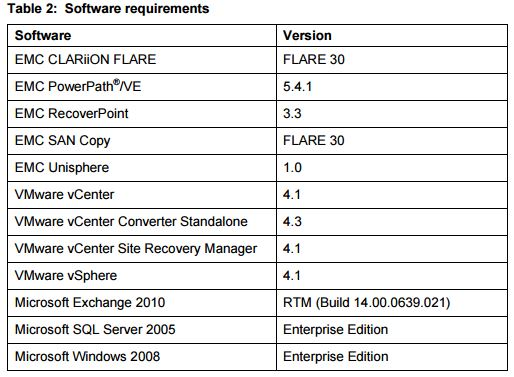 Table 2: Software requirements
Software Version
EMC CLARiiON FLARE FLARE 30
EMC PowerPath®/VE 5.4.1
EMC RecoverPoint 3.3
EMC SAN Copy FLARE 30
EMC Unisphere 1.0
VMware vCenter 4.1
VMware vCenter Converter Standalone 4.3
VMware vCenter Site Recovery Manager 4.1
VMware vSphere 4.1
Microsoft Exchange 2010 RTM (Build 14.00.0639.021)
Microsoft SQL Server 2005 Enterprise Edition
Microsoft Windows 2008 Enterprise Edition